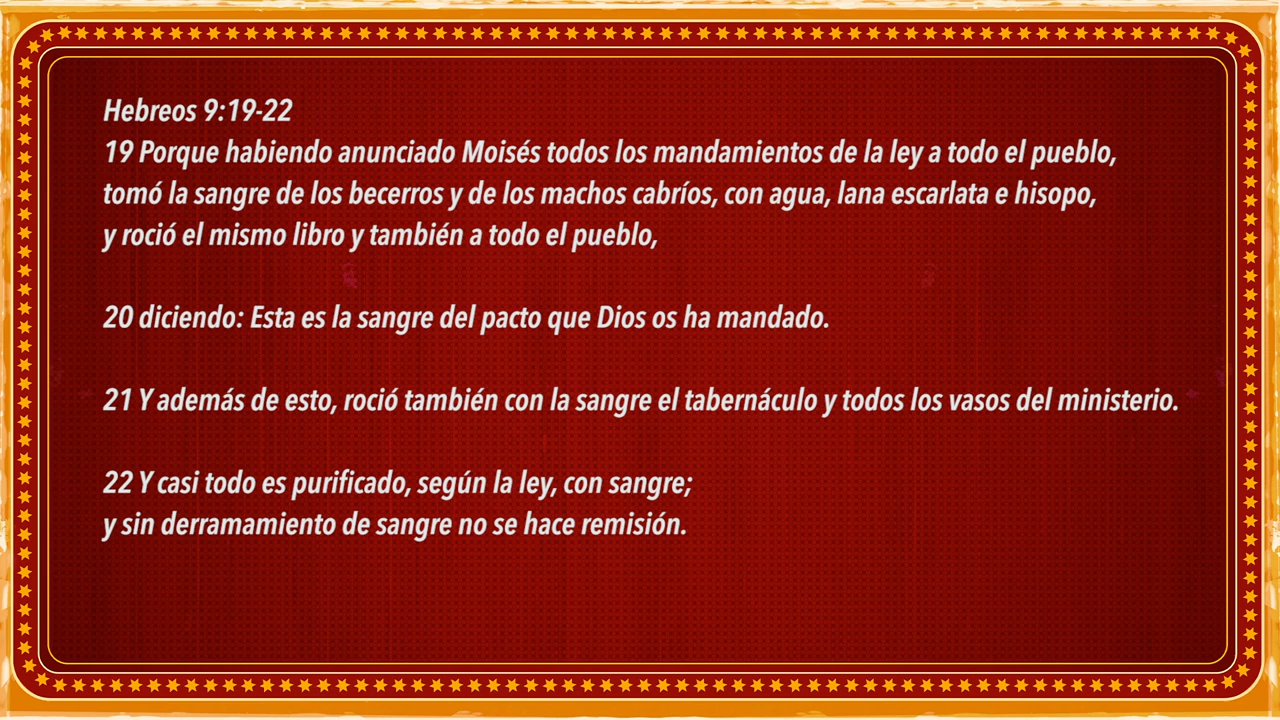 Hebreos 9:19-22
19 Porque habiendo anunciado Moisés todos los mandamientos de la ley a todo el pueblo,
tomó la sangre de los becerros y de los machos cabríos, con agua, lana escarlata e hisopo,
y roció el mismo libro y también a todo el pueblo,
20 diciendo: Esta es la sangre del pacto que Dios os ha mandado.
21 Y además de esto, roció también con la sangre el tabernáculo y todos los vasos del ministerio.
22 Y casi todo es purificado, según la ley, con sangre;
y sin derramamiento de sangre no se hace remisión.